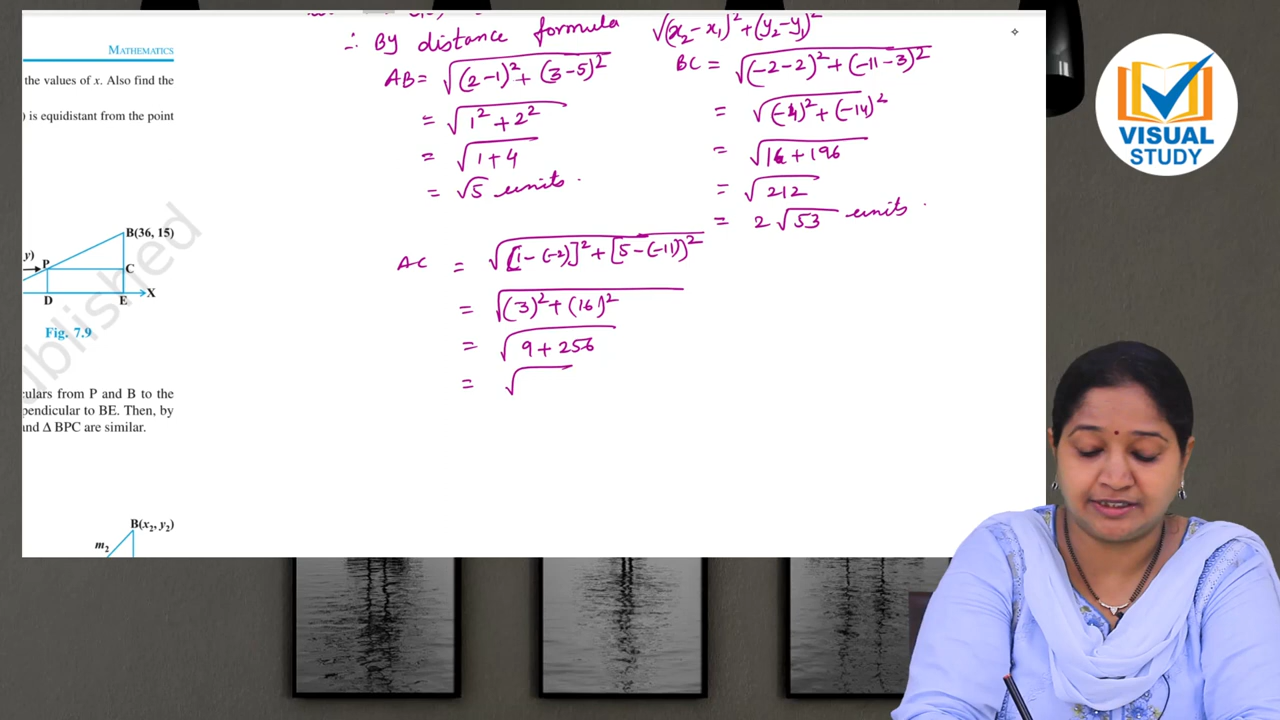 ∴ By distance formula √(x₂-x₁)²+(y₂-y₁)²
AB = √(2-1)²+(3-5)²
= √1²+2²
= √1+4
= √5 units.
BC = √(-2-2)²+(-11-3)²
= √(-4)²+(-14)²
= √16+196
= √212
= 2√53 units.
AC = √[1-(-2)]²+[5-(-11)]²
= √(3)²+(16)²
= √9+256
= √
MATHEMATICS
the values of x. Also find the
) is equidistant from the point
B(36, 15)
y)
P
C
D
E
X
Fig. 7.9
ublished
culars from P and B to the
pendicular to BE. Then, by
and Δ BPC are similar.
B(x₂, y₂)
m₂
VISUAL
STUDY